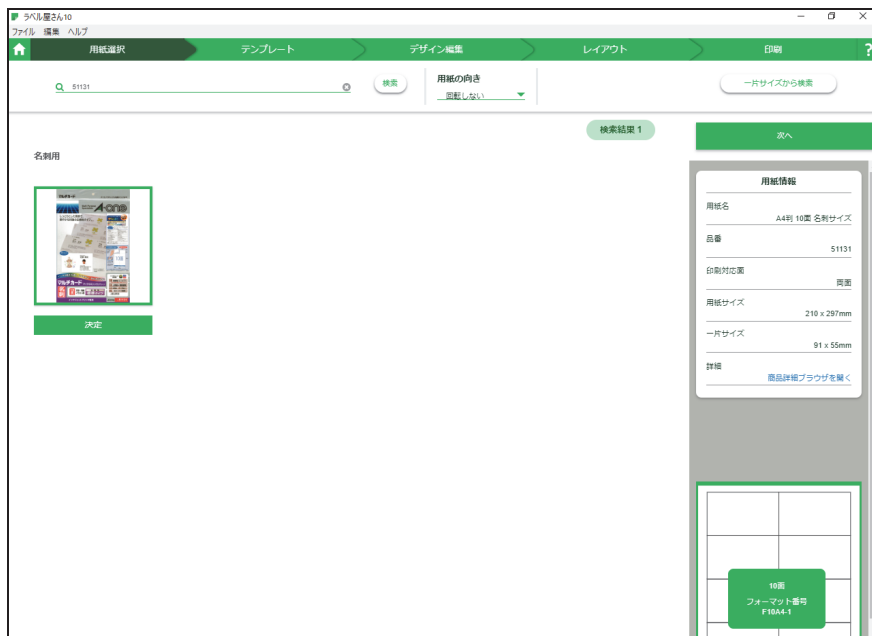 ラベル屋さん10
ファイル 編集 ヘルプ
用紙選択 テンプレート デザイン編集 レイアウト 印刷 ?
51131
検索
用紙の向き
回転しない
一片サイズから検索
検索結果 1
次へ
名刺用
A-one
マルチカード
決定
用紙情報
用紙名
A4判 10面 名刺サイズ
品番
51131
印刷対応面
両面
用紙サイズ
210 x 297mm
一片サイズ
91 x 55mm
詳細
商品詳細ブラウザを開く
10面
フォーマット番号
F10A4-1